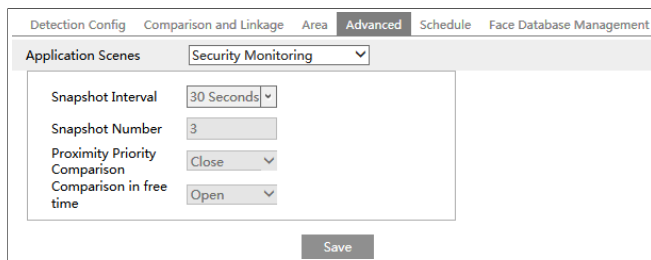 Detection Config Comparison and Linkage Area Advanced Schedule Face Database Management
Application Scenes Security Monitoring
Snapshot Interval 30 Seconds
Snapshot Number 3
Proximity Priority Comparison Close
Comparison in free time Open
Save